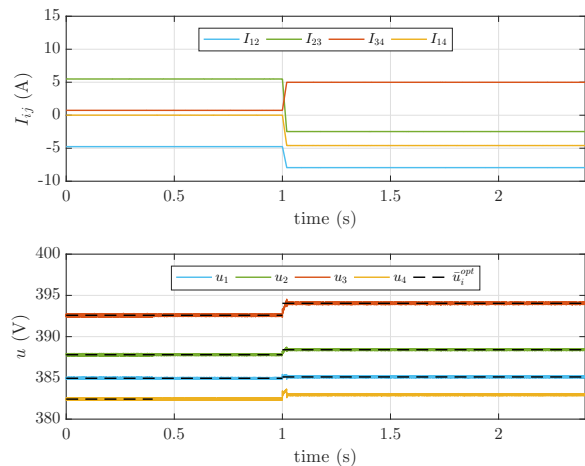 15
10
5
0
-5
-10
I_{ij} (A)
I_{12} I_{23} I_{34} I_{14}
0 0.5 1 1.5 2
time (s)
400
395
390
385
380
u (V)
u_1 u_2 u_3 u_4 ū_i^{opt}
0 0.5 1 1.5 2
time (s)